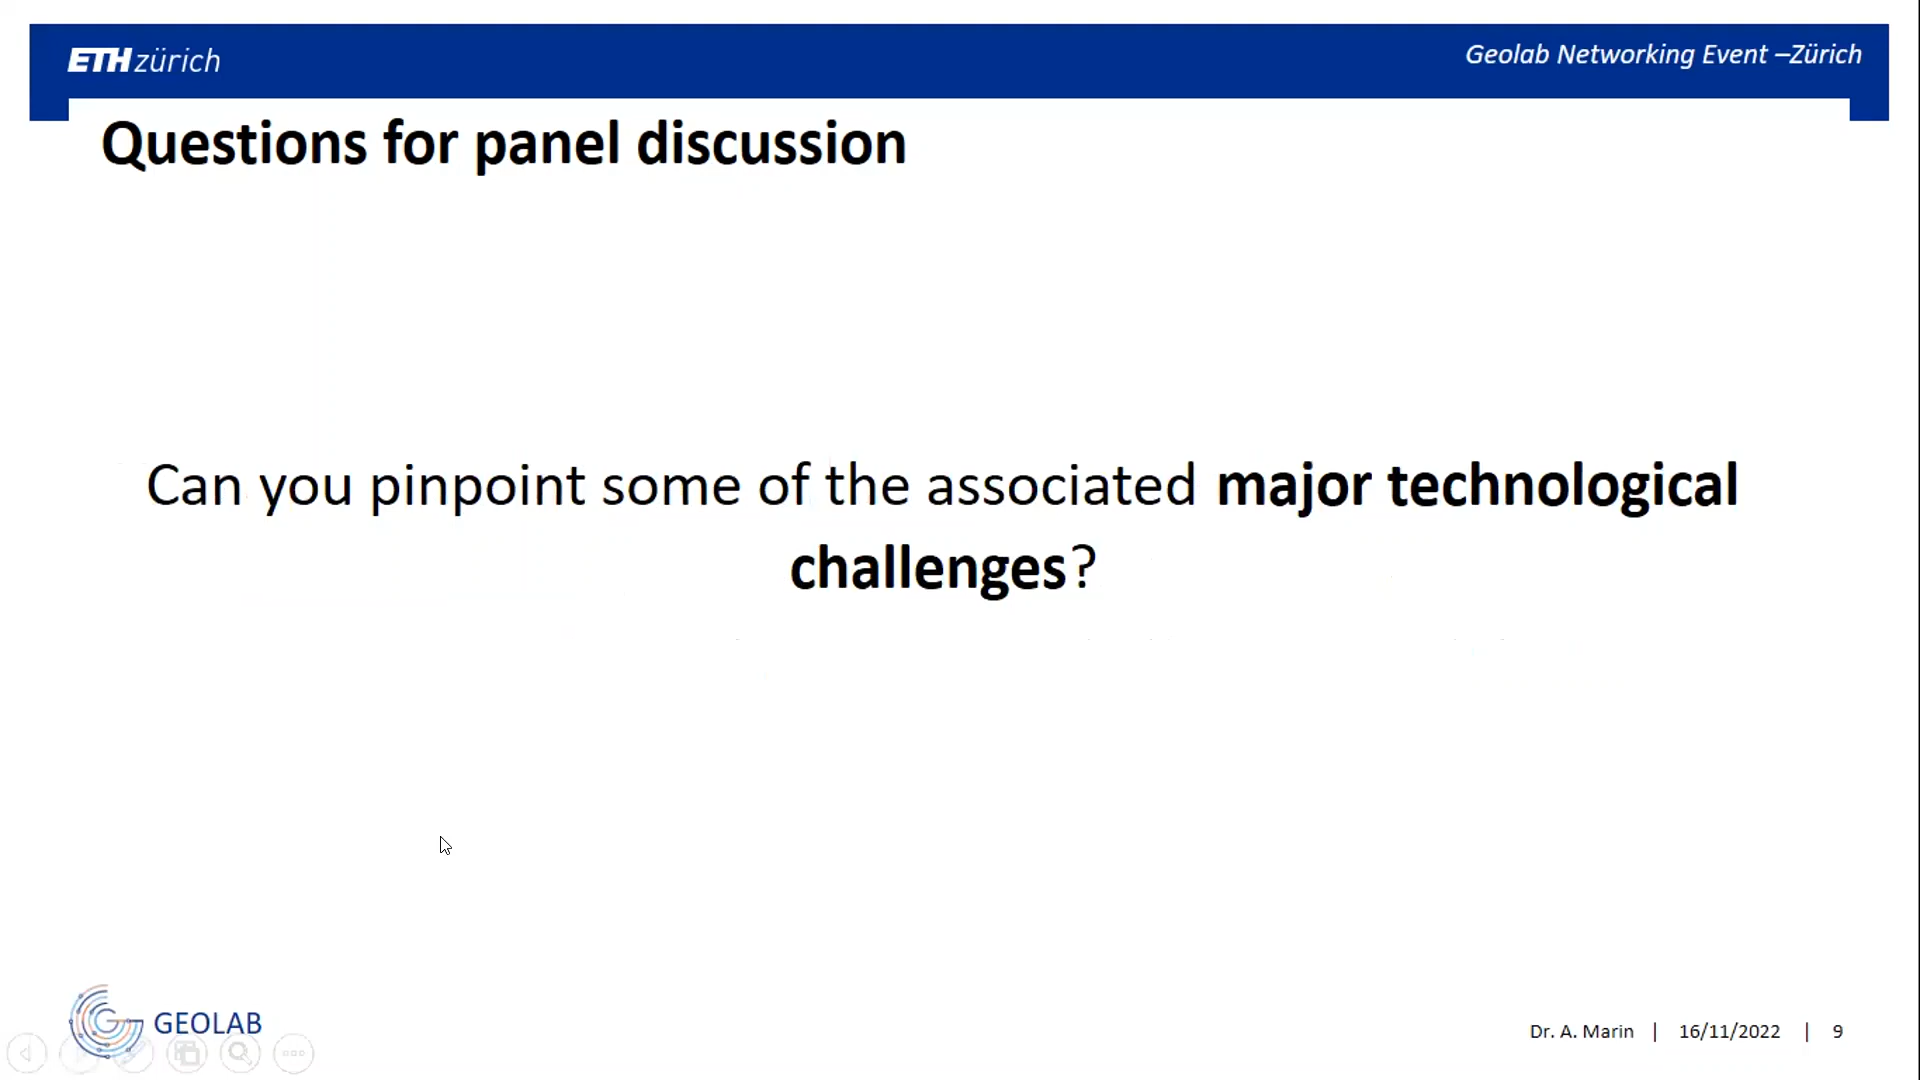 ETH zürich
Geolab Networking Event –Zürich
Questions for panel discussion
Can you pinpoint some of the associated major technological
challenges?
GEOLAB
Dr. A. Marin | 16/11/2022 | 9